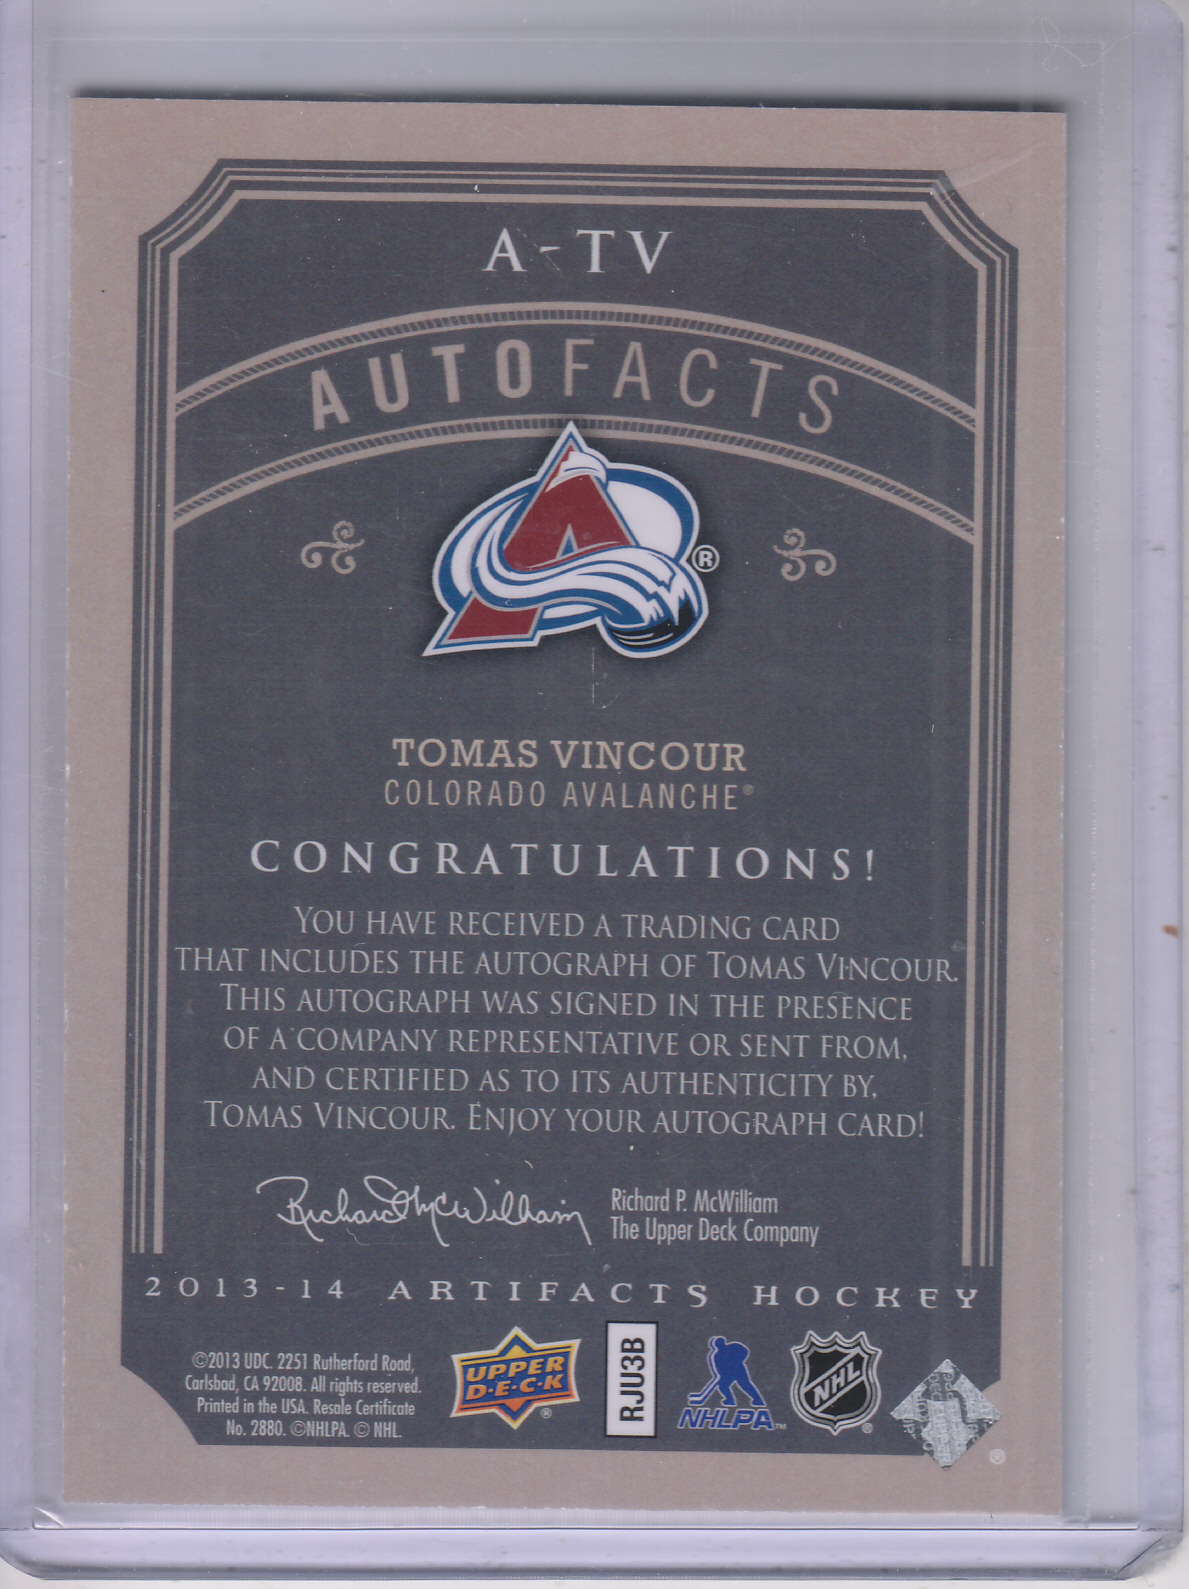 A-TV
AUTOFACTS
®
TOMAS VINCOUR
COLORADO AVALANCHE®
CONGRATULATIONS!
YOU HAVE RECEIVED A TRADING CARD
THAT INCLUDES THE AUTOGRAPH OF TOMAS VINCOUR.
THIS AUTOGRAPH WAS SIGNED IN THE PRESENCE
OF A COMPANY REPRESENTATIVE OR SENT FROM,
AND CERTIFIED AS TO ITS AUTHENTICITY BY,
TOMAS VINCOUR. ENJOY YOUR AUTOGRAPH CARD!
Richard McWilliam
Richard P. McWilliam
The Upper Deck Company
2013-14 ARTIFACTS HOCKEY
©2013 UDC. 2251 Rutherford Road,
Carlsbad, CA 92008. All rights reserved.
Printed in the USA. Resale Certificate
No. 2880. ©NHLPA. © NHL.
UPPER
D·E·C·K
®
RJU3B
NHLPA™
NHL
®
®